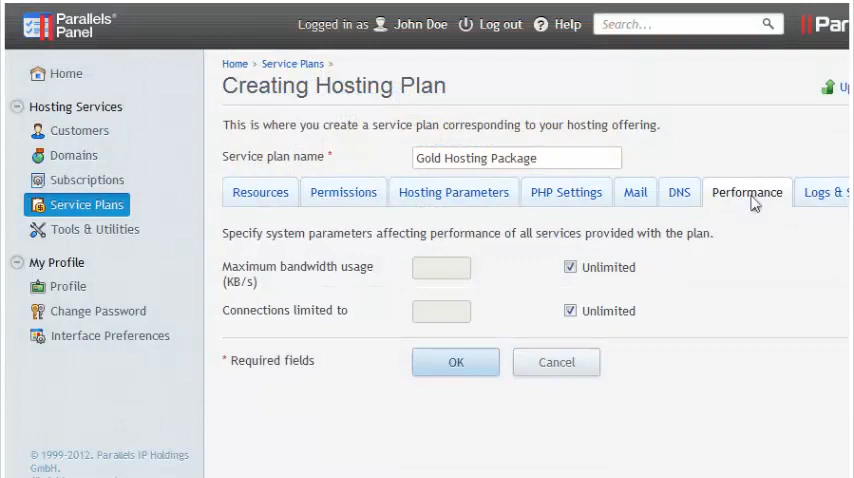 Parallels®
Panel
Logged in as John Doe Log out ? Help Search... Par
Home
Hosting Services
Customers
Domains
Subscriptions
Service Plans
Tools & Utilities
My Profile
Profile
Change Password
Interface Preferences
© 1999-2012. Parallels IP Holdings
GmbH.
Home > Service Plans >
Creating Hosting Plan
Up
This is where you create a service plan corresponding to your hosting offering.
Service plan name * Gold Hosting Package
Resources Permissions Hosting Parameters PHP Settings Mail DNS Performance Logs & S
Specify system parameters affecting performance of all services provided with the plan.
Maximum bandwidth usage
(KB/s)
Unlimited
Connections limited to Unlimited
* Required fields OK Cancel